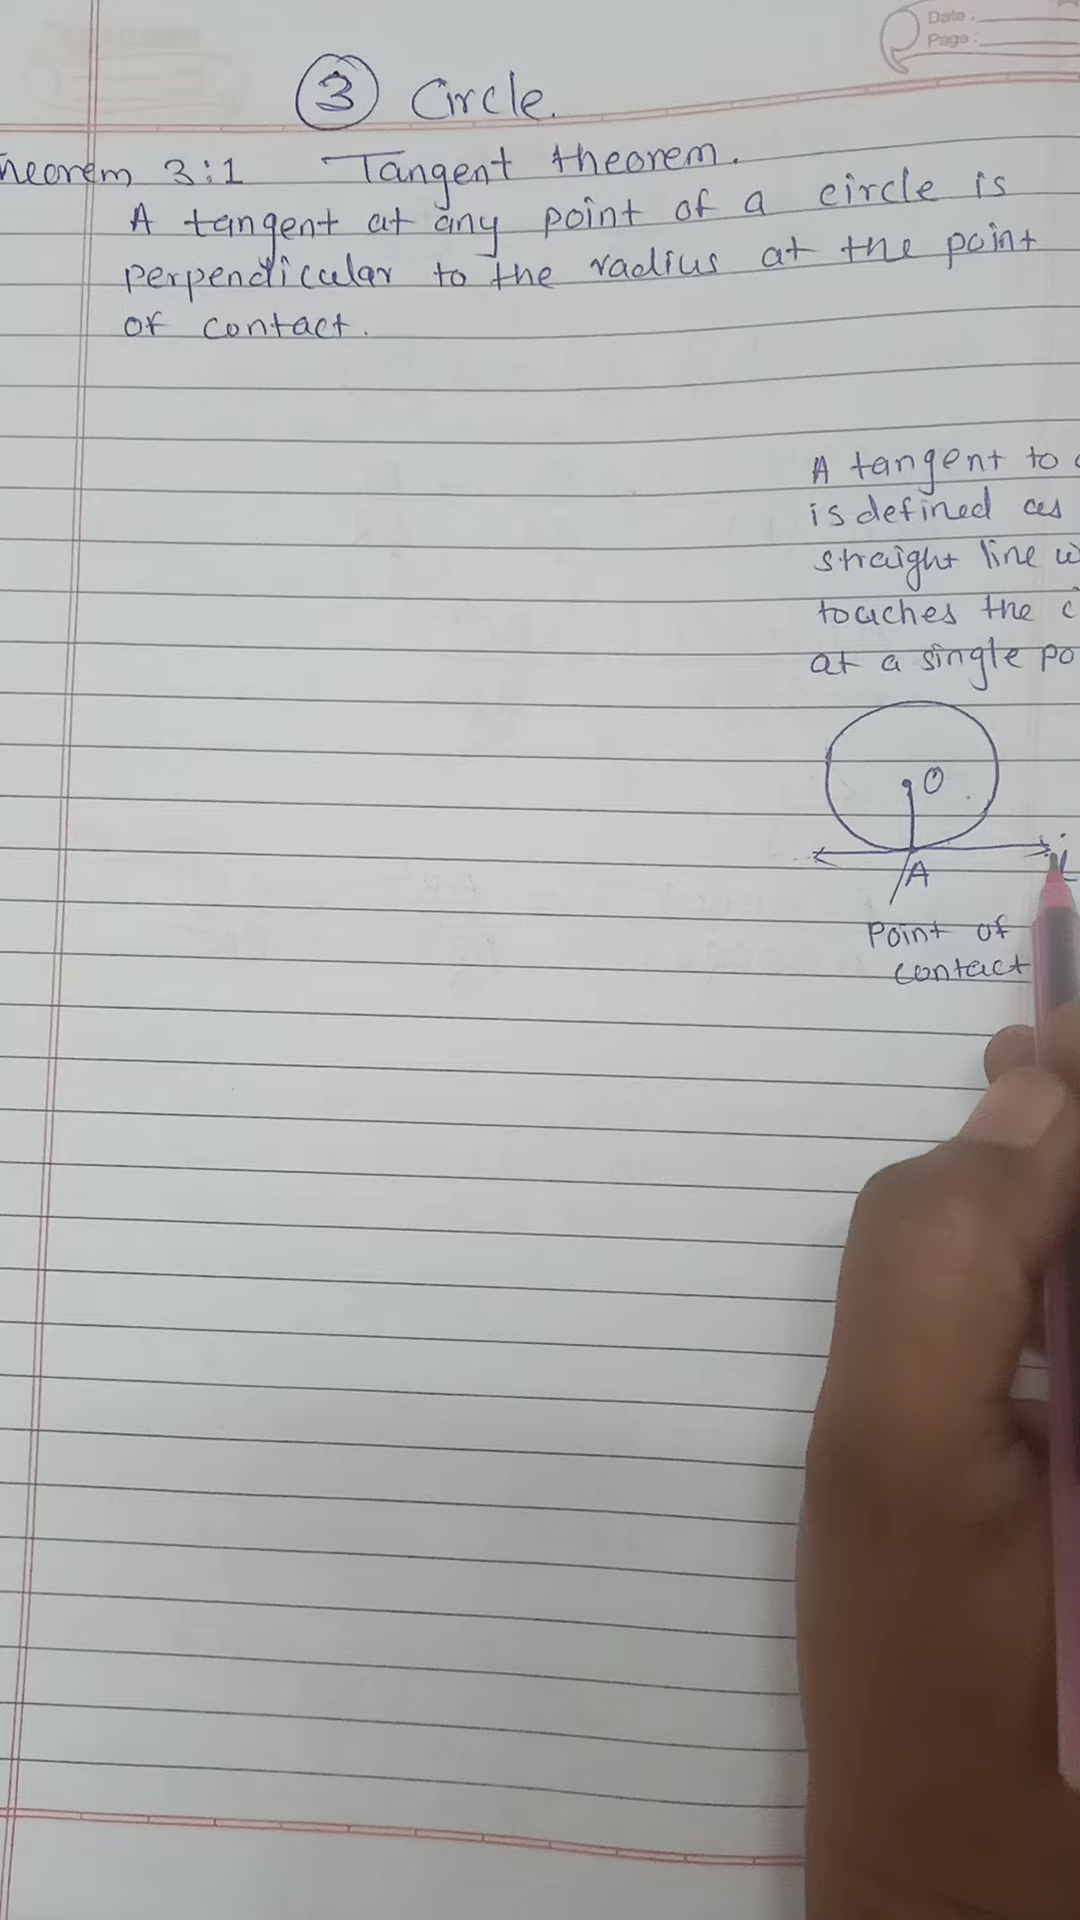 Date :
Page :
3 Circle.
heorem 3:1 Tangent theorem.
A tangent at any point of a circle is
perpendicular to the radius at the point
of contact.
A tangent to
is defined as
straight line w
touches the c
at a single po
O
A
Point of
contact